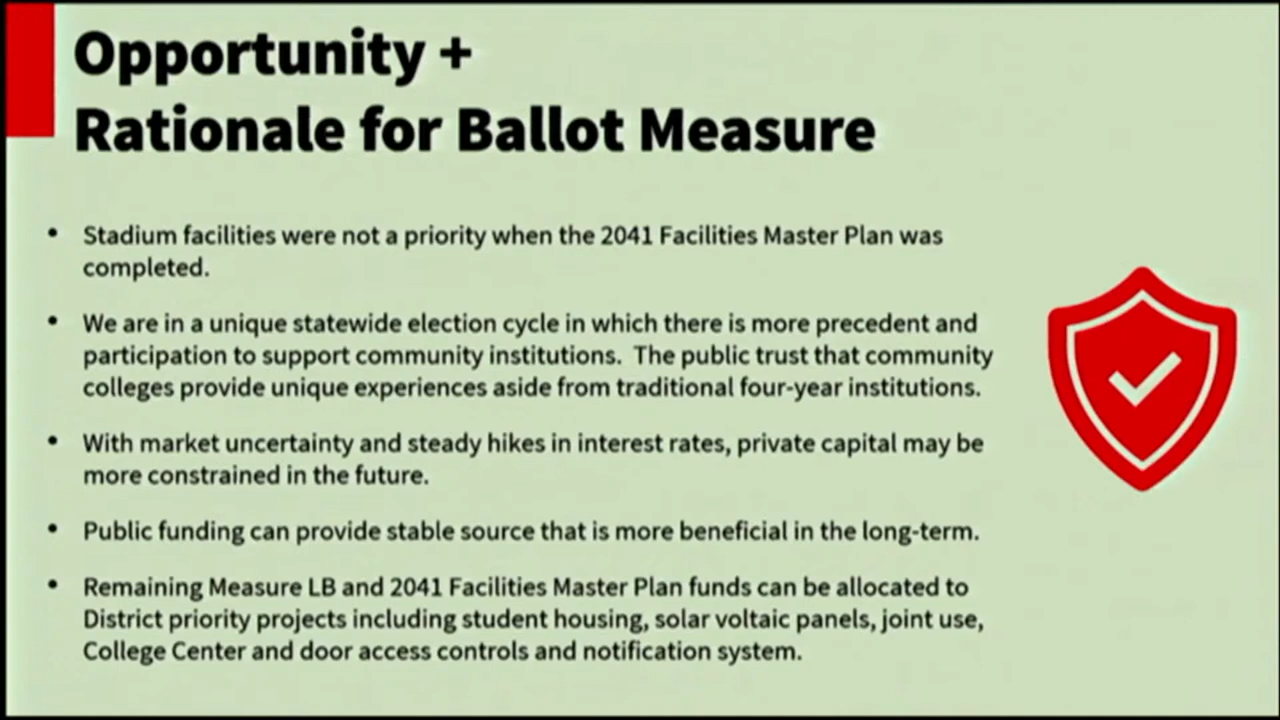 Opportunity +
Rationale for Ballot Measure
• Stadium facilities were not a priority when the 2041 Facilities Master Plan was
completed.
• We are in a unique statewide election cycle in which there is more precedent and
participation to support community institutions.  The public trust that community
colleges provide unique experiences aside from traditional four-year institutions.
• With market uncertainty and steady hikes in interest rates, private capital may be
more constrained in the future.
• Public funding can provide stable source that is more beneficial in the long-term.
• Remaining Measure LB and 2041 Facilities Master Plan funds can be allocated to
District priority projects including student housing, solar voltaic panels, joint use,
College Center and door access controls and notification system.